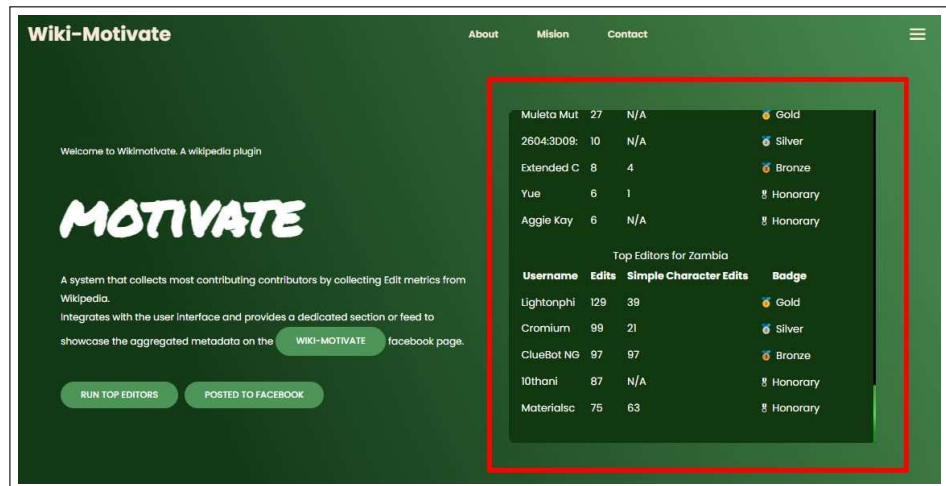 Wiki-Motivate
About Mision Contact
Welcome to Wikimotivate. A wikipedia plugin
MOTIVATE
A system that collects most contributing contributors by collecting Edit metrics from
Wikipedia.
Integrates with the user interface and provides a dedicated section or feed to
showcase the aggregated metadata on the WIKI-MOTIVATE facebook page.
RUN TOP EDITORS POSTED TO FACEBOOK
Muleta Mut 27 N/A Gold
2604:3D09: 10 N/A Silver
Extended C 8 4 Bronze
Yue 6 1 Honorary
Aggie Kay 6 N/A Honorary
Top Editors for Zambia
Username Edits Simple Character Edits Badge
Lightonphi 129 39 Gold
Cromium 99 21 Silver
ClueBot NG 97 97 Bronze
10thani 87 N/A Honorary
Materialsc 75 63 Honorary